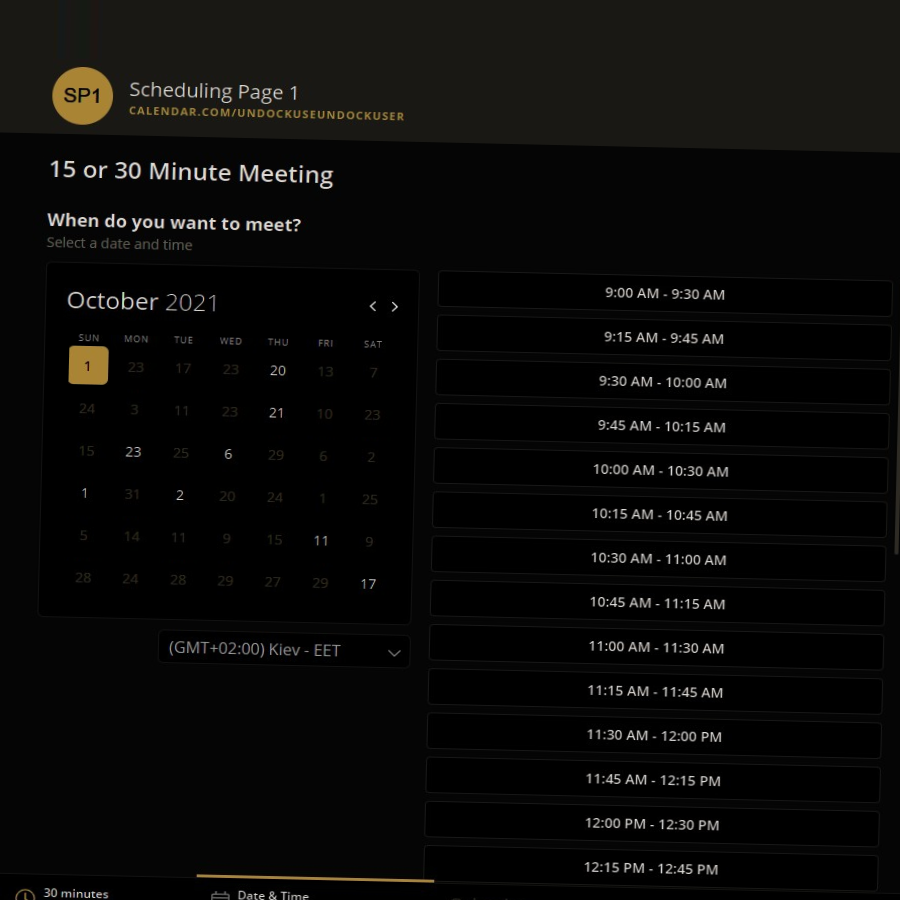 SP1
Scheduling Page 1
CALENDAR.COM/UNDOCKUSEUNDOCKUSER
15 or 30 Minute Meeting
When do you want to meet?
Select a date and time
October 2021
SUN MON TUE WED THU FRI SAT
1 23 17 23 20 13 7
24 3 11 23 21 10 23
15 23 25 6 29 6 2
1 31 2 20 24 1 25
5 14 11 9 15 11 9
28 24 28 29 27 29 17
(GMT+02:00) Kiev - EET
9:00 AM - 9:30 AM
9:15 AM - 9:45 AM
9:30 AM - 10:00 AM
9:45 AM - 10:15 AM
10:00 AM - 10:30 AM
10:15 AM - 10:45 AM
10:30 AM - 11:00 AM
10:45 AM - 11:15 AM
11:00 AM - 11:30 AM
11:15 AM - 11:45 AM
11:30 AM - 12:00 PM
11:45 AM - 12:15 PM
12:00 PM - 12:30 PM
12:15 PM - 12:45 PM
30 minutes
Date & Time